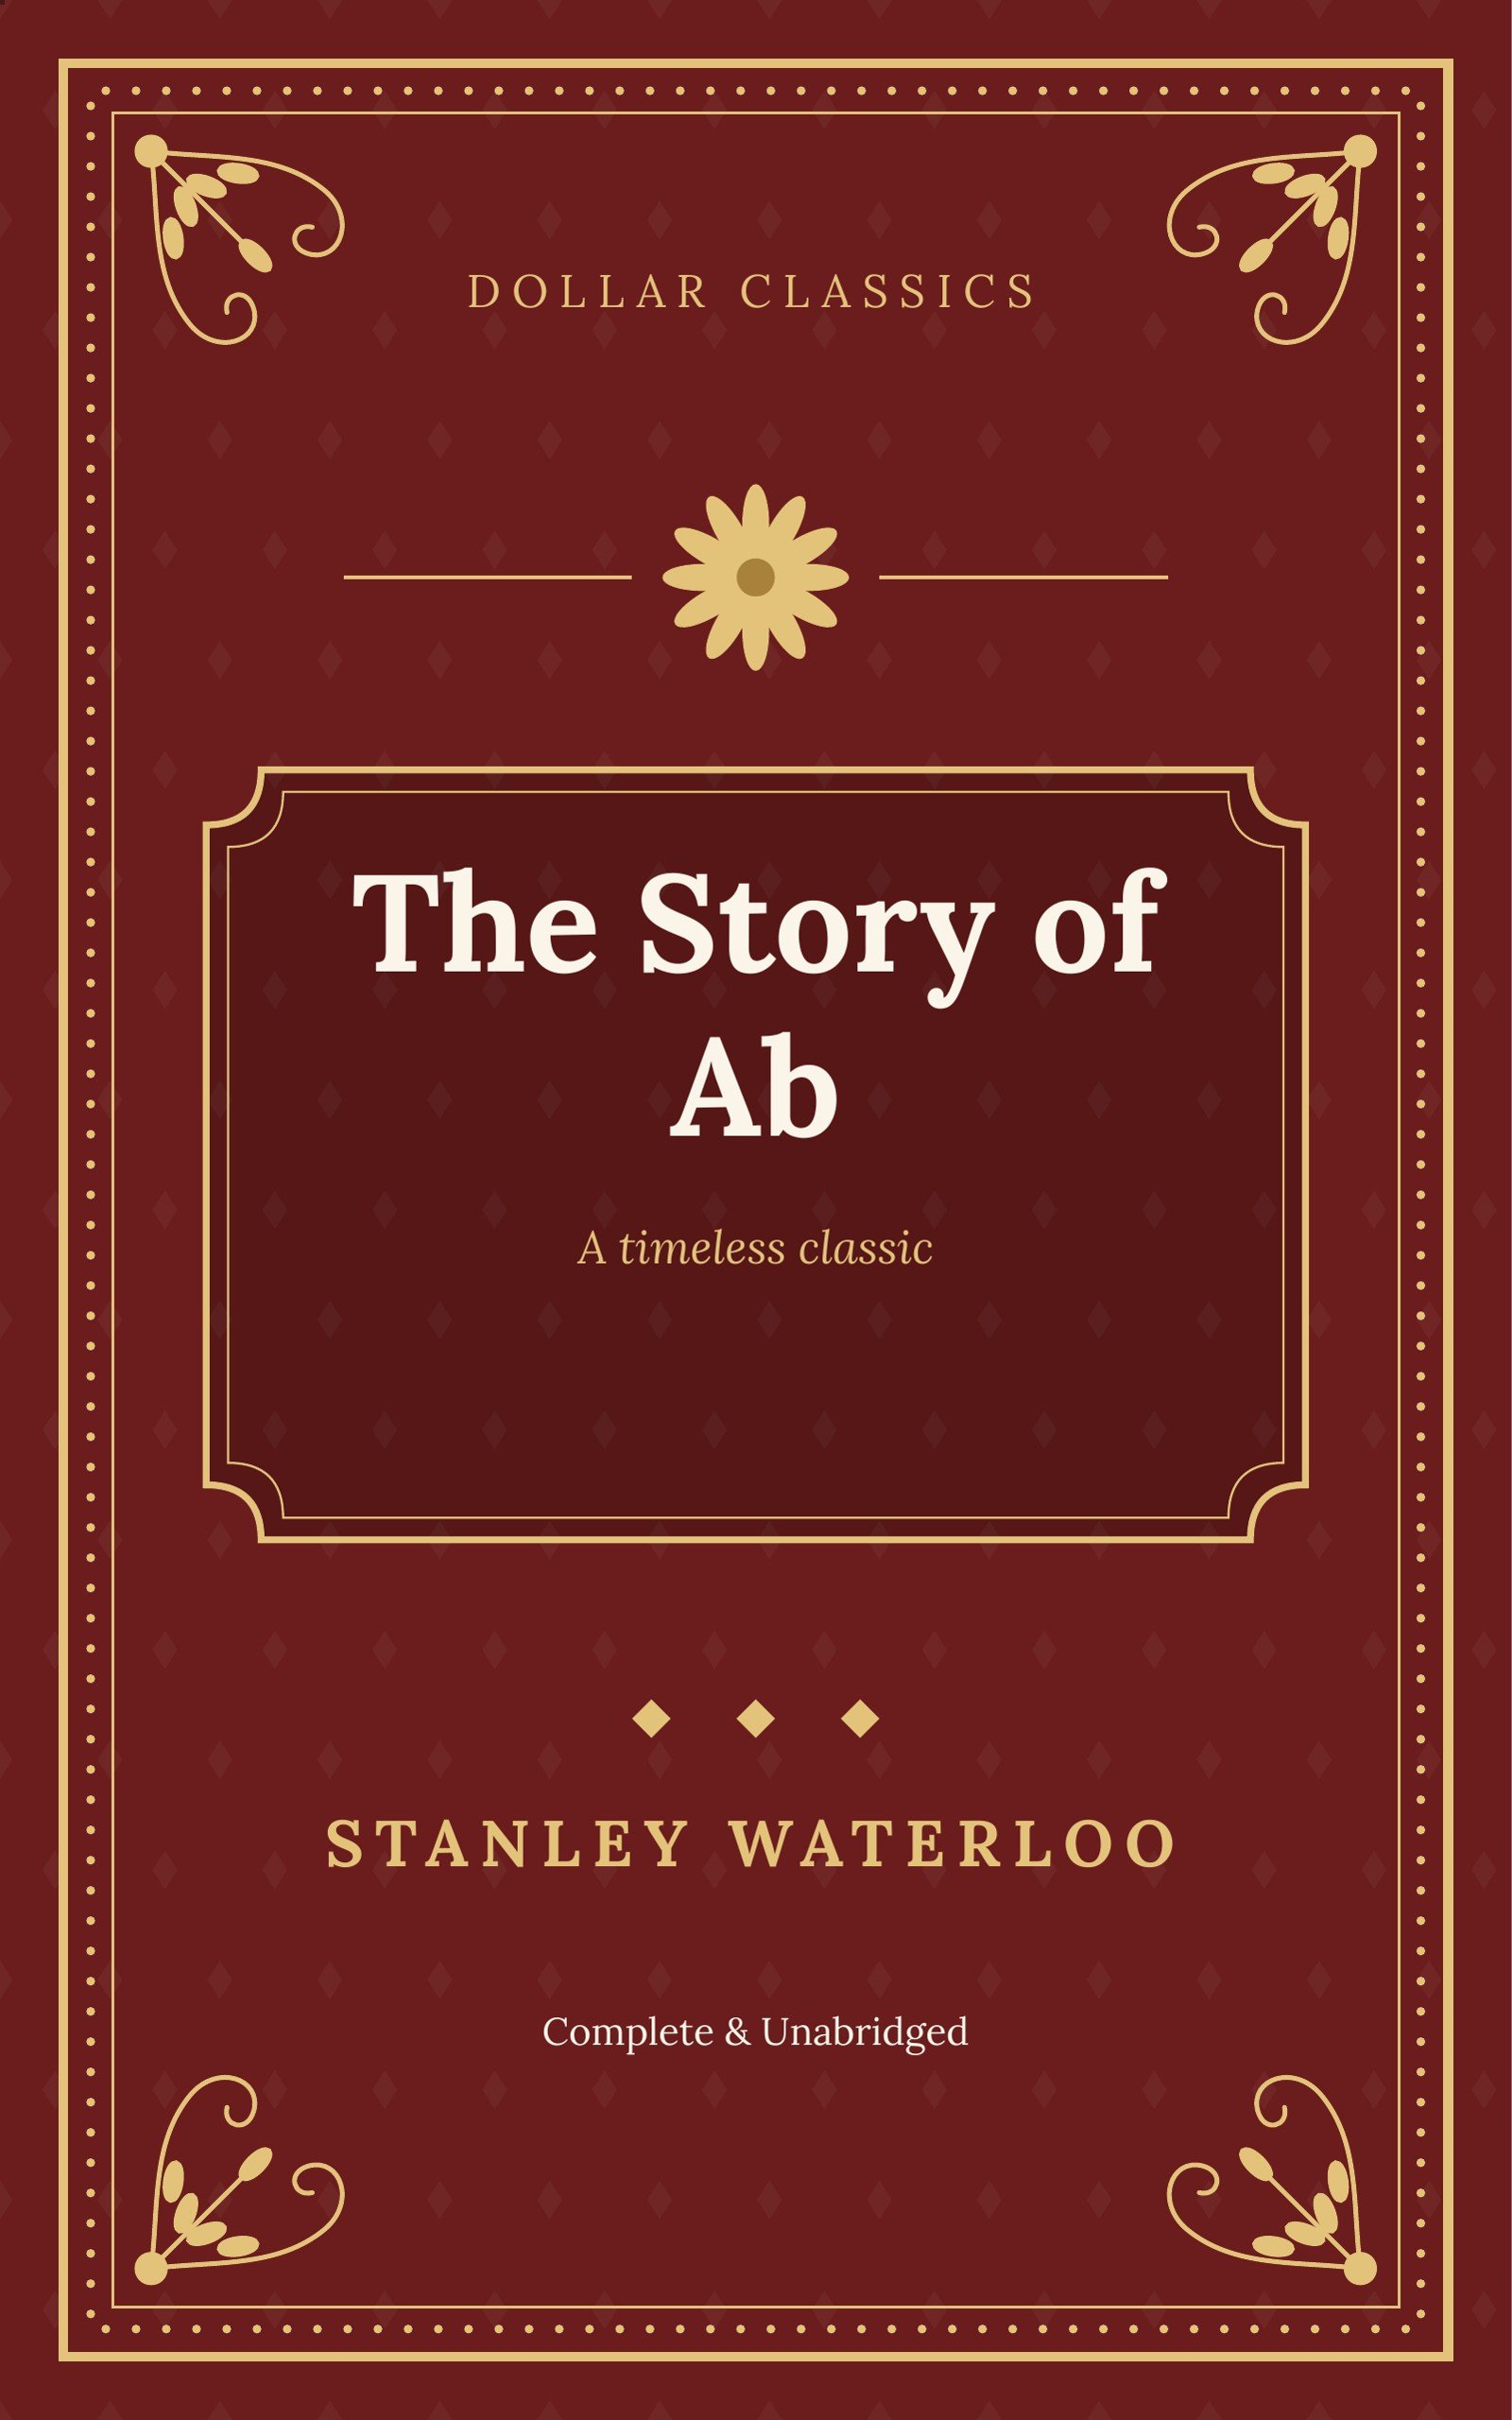 DOLLAR CLASSICS
The Story of
Ab
A timeless classic
STANLEY WATERLOO
Complete & Unabridged